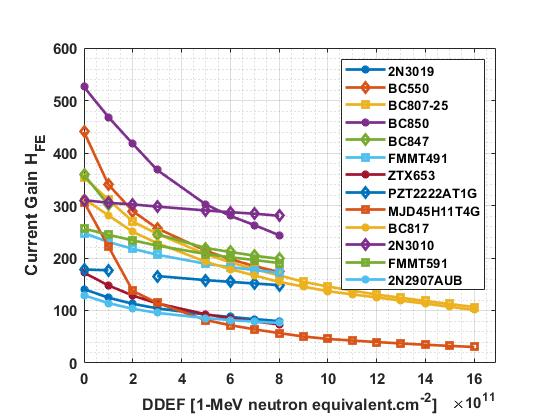 600
500
400
300
200
100
0
Current Gain H_FE
2N3019
BC550
BC807-25
BC850
BC847
FMMT491
ZTX653
PZT2222AT1G
MJD45H11T4G
BC817
2N3010
FMMT591
2N2907AUB
0 2 4 6 8 10 12 14 16
DDEF [1-MeV neutron equivalent.cm^-2] ×10^11